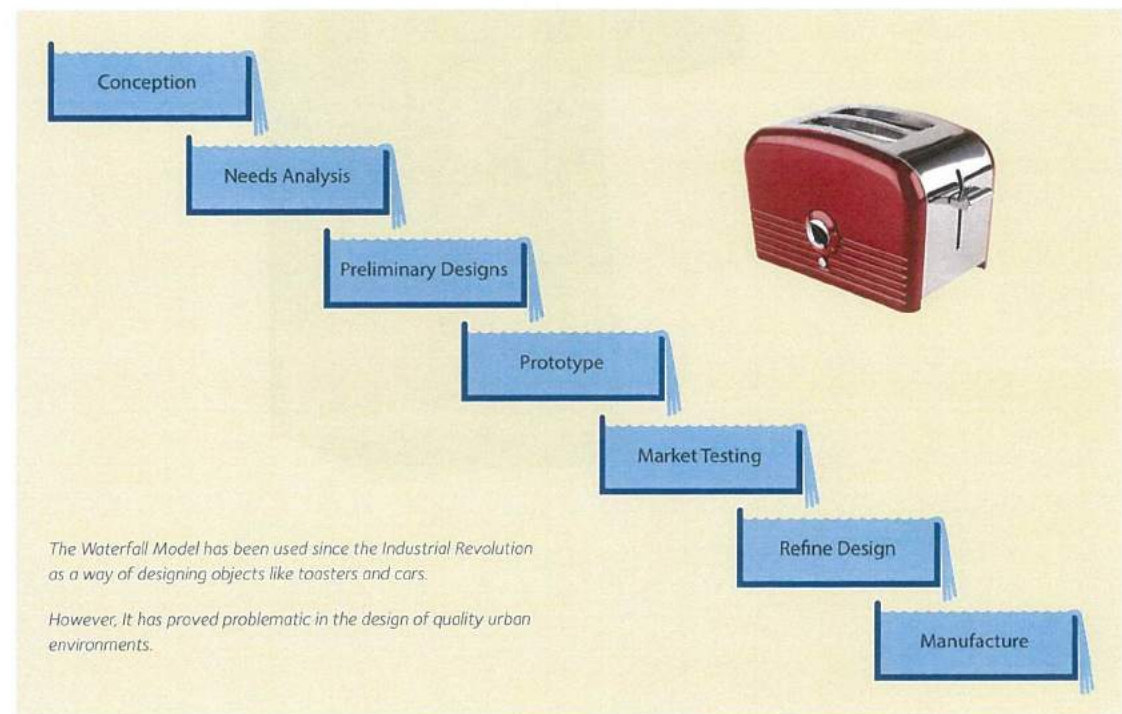 Conception
Needs Analysis
Preliminary Designs
Prototype
Market Testing
Refine Design
Manufacture
The Waterfall Model has been used since the Industrial Revolution
as a way of designing objects like toasters and cars.
However, It has proved problematic in the design of quality urban
environments.